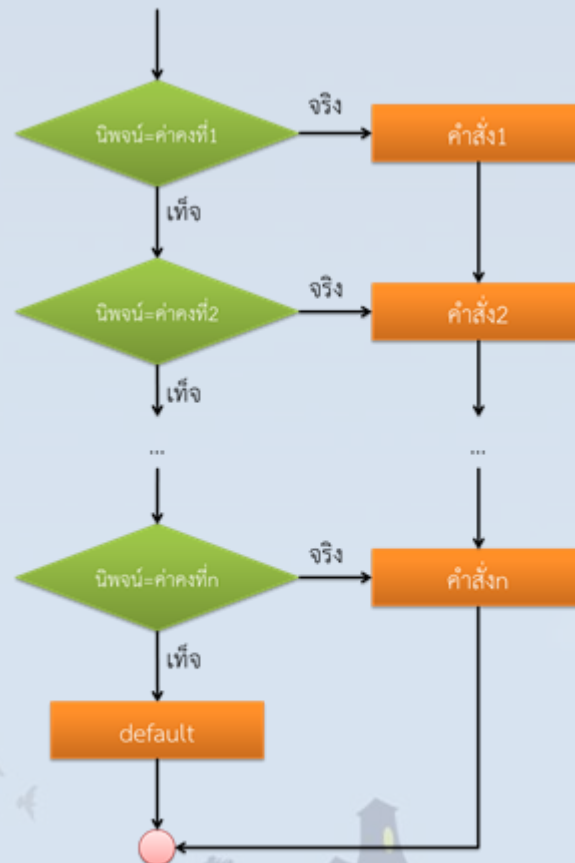 นิพจน์=ค่าคงที่1
จริง
คำสั่ง1
เท็จ
นิพจน์=ค่าคงที่2
จริง
คำสั่ง2
เท็จ
...
...
นิพจน์=ค่าคงที่n
จริง
คำสั่งn
เท็จ
default